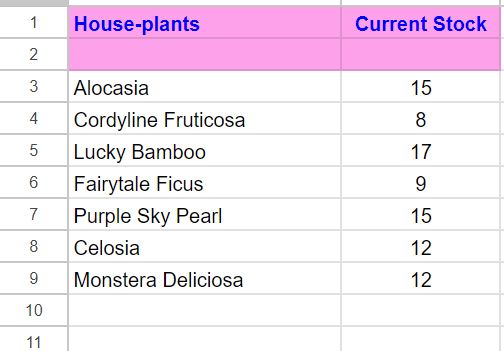 1 House-plants Current Stock
2
3 Alocasia 15
4 Cordyline Fruticosa 8
5 Lucky Bamboo 17
6 Fairytale Ficus 9
7 Purple Sky Pearl 15
8 Celosia 12
9 Monstera Deliciosa 12
10
11